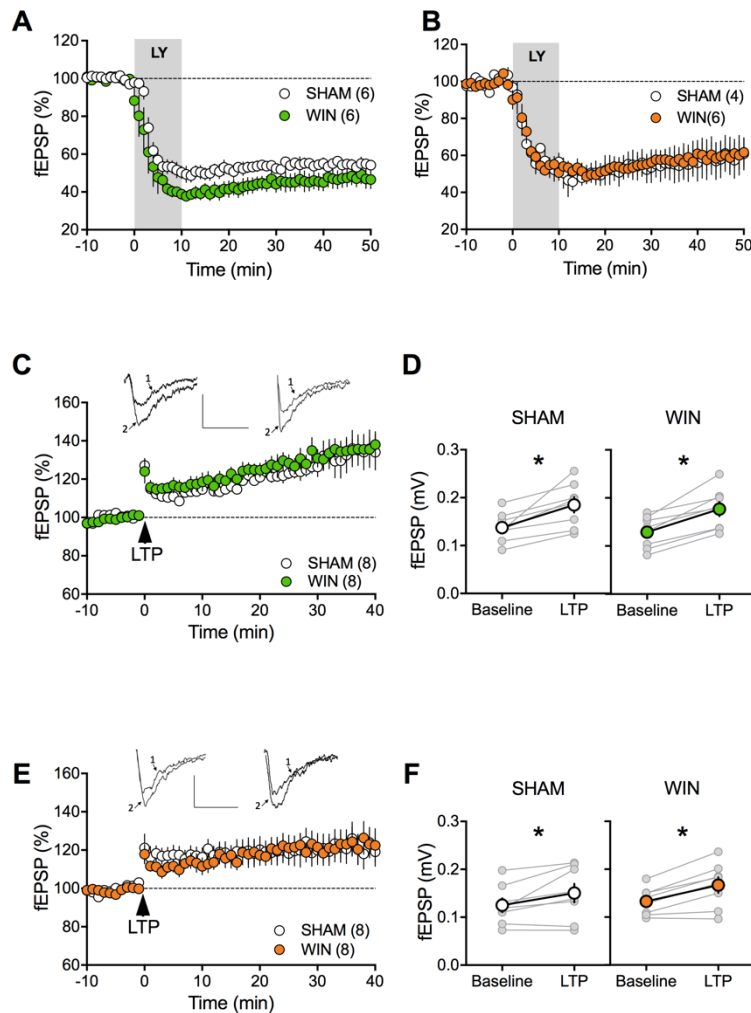 A
LY
120
100
80
60
40
20
fEPSP (%)
SHAM (6)
WIN (6)
-10 0 10 20 30 40 50
Time (min)
B
LY
120
100
80
60
40
20
fEPSP (%)
SHAM (4)
WIN(6)
-10 0 10 20 30 40 50
Time (min)
C
1
2
1
2
160
140
120
100
80
60
fEPSP (%)
LTP
SHAM (8)
WIN (8)
-10 0 10 20 30 40
Time (min)
D
SHAM WIN
* *
0.3
0.2
0.1
0.0
fEPSP (mV)
Baseline LTP Baseline LTP
E
1
2
1
2
160
140
120
100
80
60
fEPSP (%)
LTP
SHAM (8)
WIN (8)
-10 0 10 20 30 40
Time (min)
F
SHAM WIN
* *
0.3
0.2
0.1
0.0
fEPSP (mV)
Baseline LTP Baseline LTP